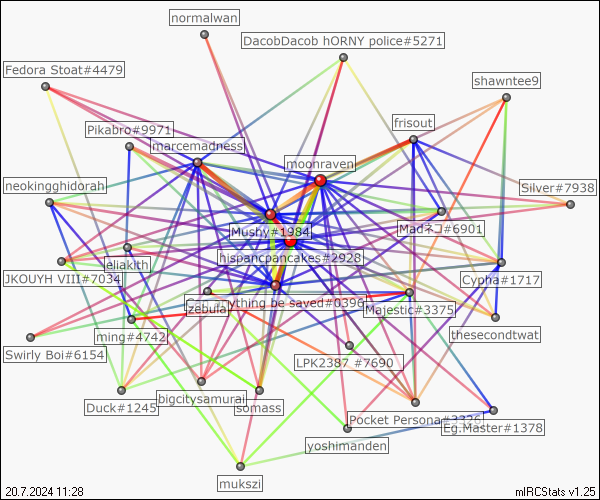 normalwan
DacobDacob hORNY police#5271
Fedora Stoat#4479
shawntee9
Pikabro#9971
frisout
marcemadness
moonraven
neokingghidorah
Silver#7938
Mushy#1984
Madネコ#6901
hispancpancakes#2928
eliakith
JKOUYH VIII#7034
Cypha#1717
zebula
ything be sayed#0396
Majestic#3375
ming#4742
thesecondtwat
Swirly Boi#6154
LPK2387 #7690
bigcitysamurai
Duck#1245
somass
Pocket Persona#3326
Eg.Master#1378
yoshimanden
mukszi
20.7.2024 11:28
mIRCStats v1.25